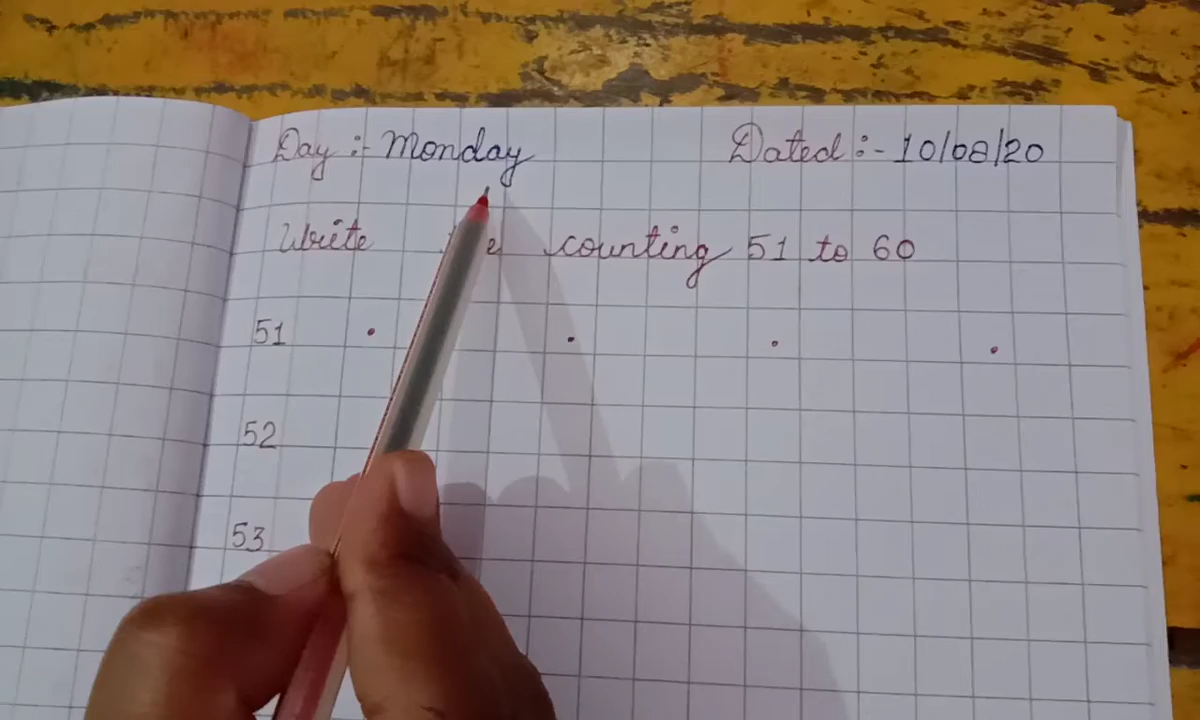 Day :- Monday Dated :- 10/08/20
Write counting 51 to 60
51 . . . .
52
53